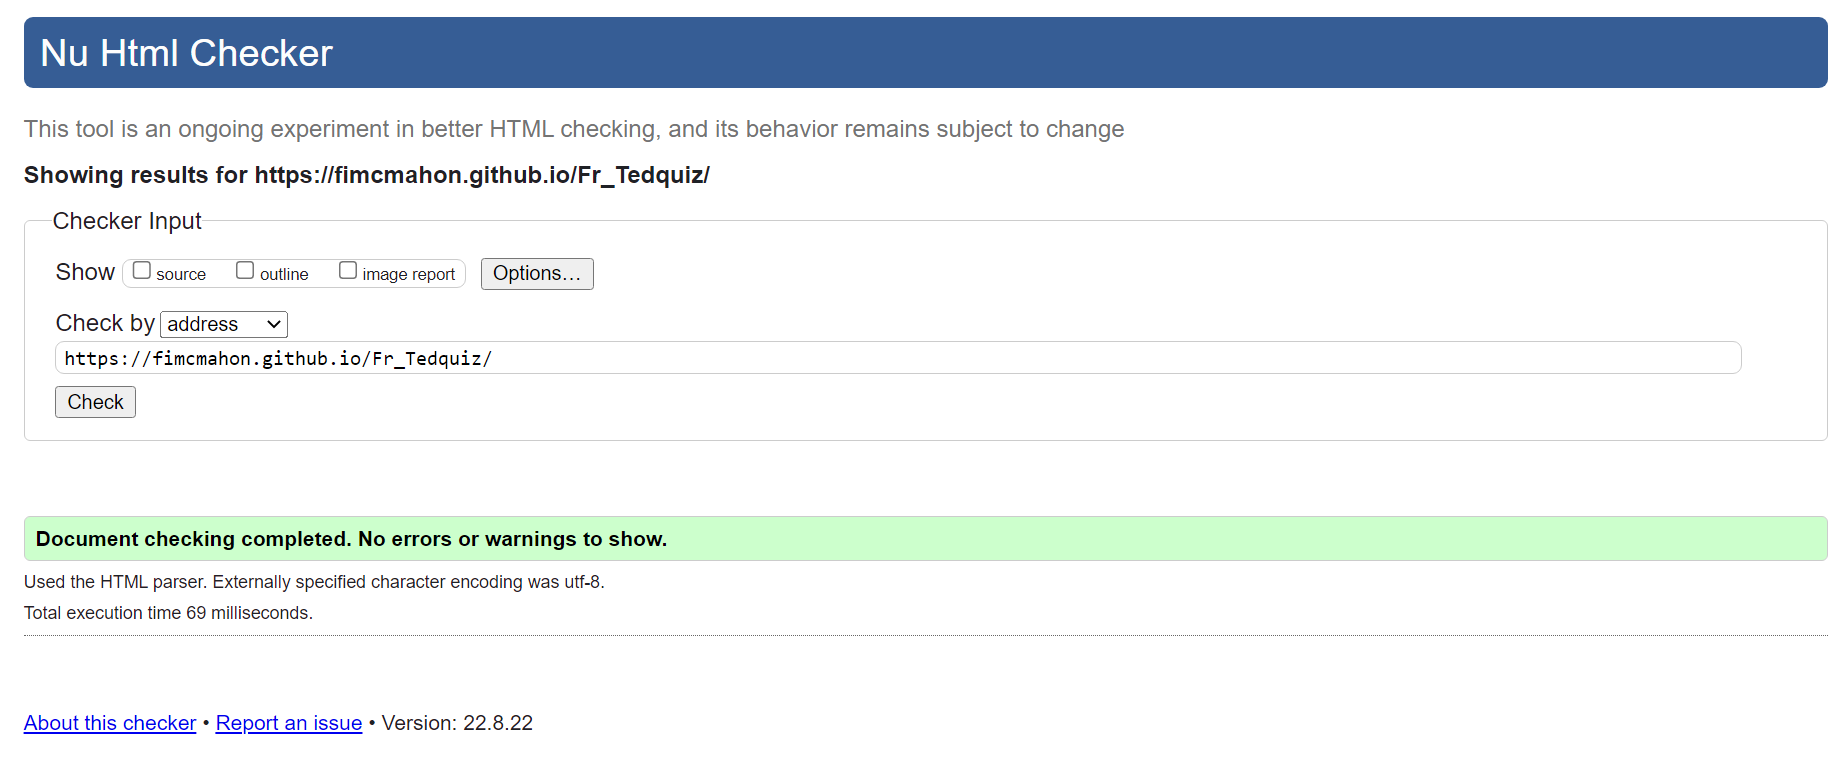 Nu Html Checker
This tool is an ongoing experiment in better HTML checking, and its behavior remains subject to change
Showing results for https://fimcmahon.github.io/Fr_Tedquiz/
Checker Input
Show source outline image report Options…
Check by address
https://fimcmahon.github.io/Fr_Tedquiz/
Check
Document checking completed. No errors or warnings to show.
Used the HTML parser. Externally specified character encoding was utf-8.
Total execution time 69 milliseconds.
About this checker • Report an issue • Version: 22.8.22